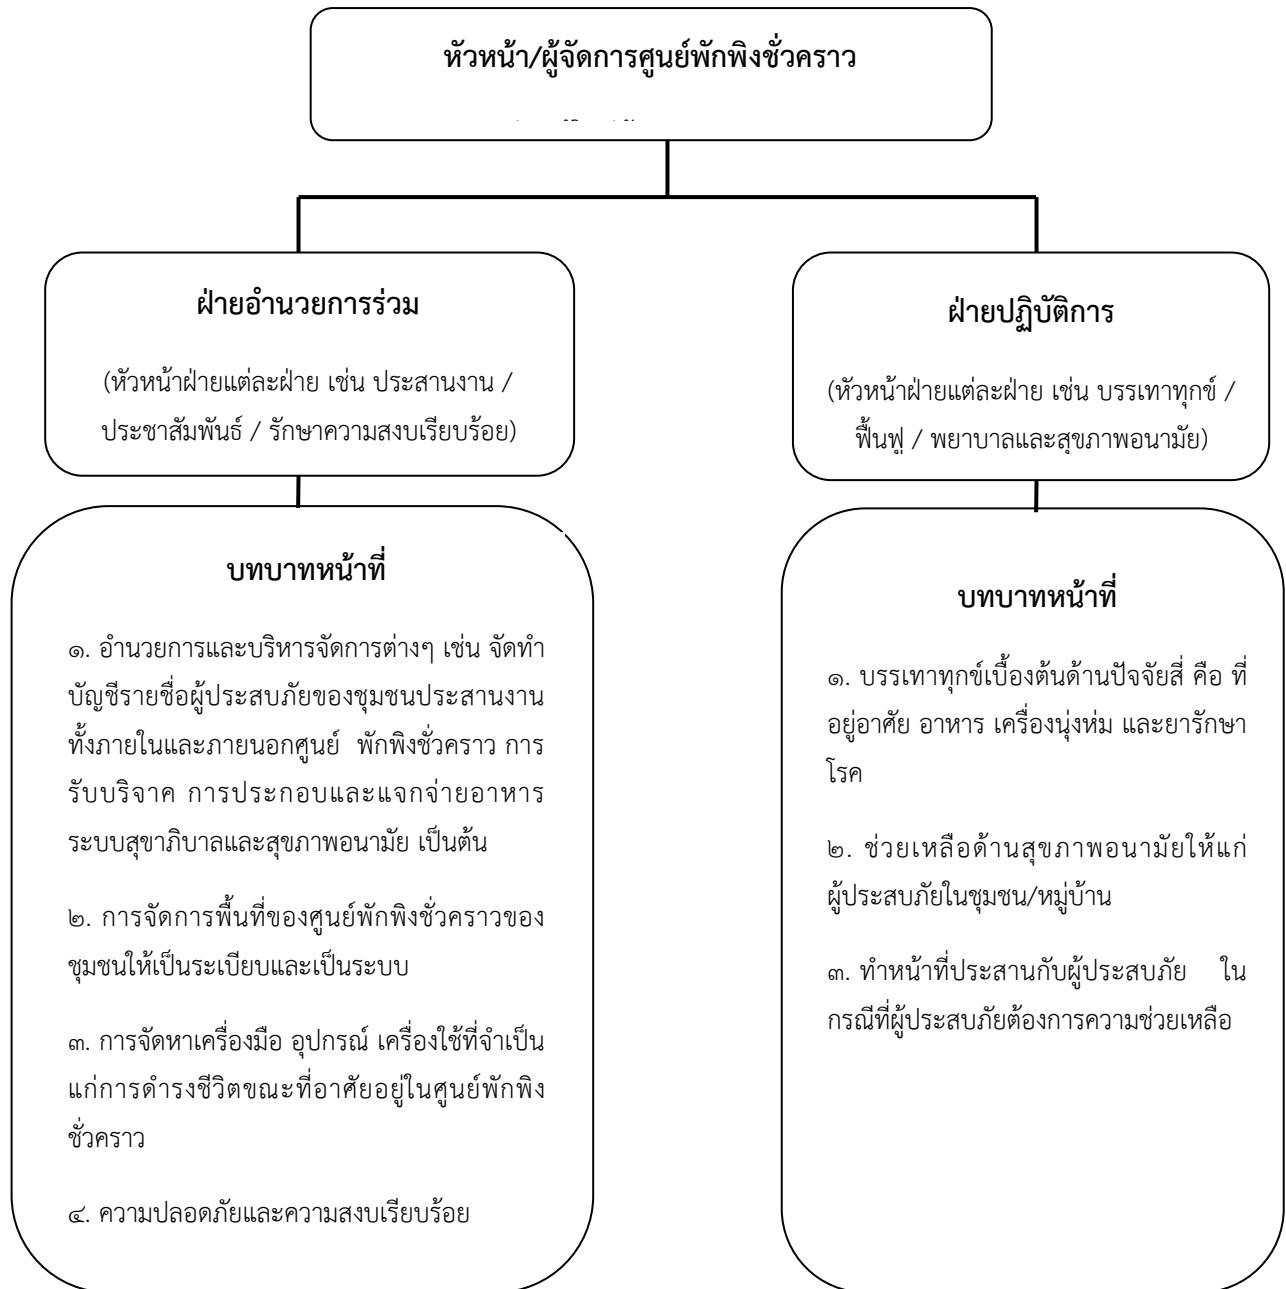 หัวหน้า/ผู้จัดการศูนย์พักพิงชั่วคราว
ฝ่ายอำนวยการร่วม
(หัวหน้าฝ่ายแต่ละฝ่าย เช่น ประสานงาน /
ประชาสัมพันธ์ / รักษาความสงบเรียบร้อย)
ฝ่ายปฏิบัติการ
(หัวหน้าฝ่ายแต่ละฝ่าย เช่น บรรเทาทุกข์ /
ฟื้นฟู / พยาบาลและสุขภาพอนามัย)
บทบาทหน้าที่
๑. อำนวยการและบริหารจัดการต่างๆ เช่น จัดทำ
บัญชีรายชื่อผู้ประสบภัยของชุมชนประสานงาน
ทั้งภายในและภายนอกศูนย์ พักพิงชั่วคราว การ
รับบริจาค การประกอบและแจกจ่ายอาหาร
ระบบสุขาภิบาลและสุขภาพอนามัย เป็นต้น
๒. การจัดการพื้นที่ของศูนย์พักพิงชั่วคราวของ
ชุมชนให้เป็นระเบียบและเป็นระบบ
๓. การจัดหาเครื่องมือ อุปกรณ์ เครื่องใช้ที่จำเป็น
แก่การดำรงชีวิตขณะที่อาศัยอยู่ในศูนย์พักพิง
ชั่วคราว
๔. ความปลอดภัยและความสงบเรียบร้อย
บทบาทหน้าที่
๑. บรรเทาทุกข์เบื้องต้นด้านปัจจัยสี่ คือ ที่
อยู่อาศัย อาหาร เครื่องนุ่งห่ม และยารักษา
โรค
๒. ช่วยเหลือด้านสุขภาพอนามัยให้แก่
ผู้ประสบภัยในชุมชน/หมู่บ้าน
๓. ทำหน้าที่ประสานกับผู้ประสบภัย ใน
กรณีที่ผู้ประสบภัยต้องการความช่วยเหลือ